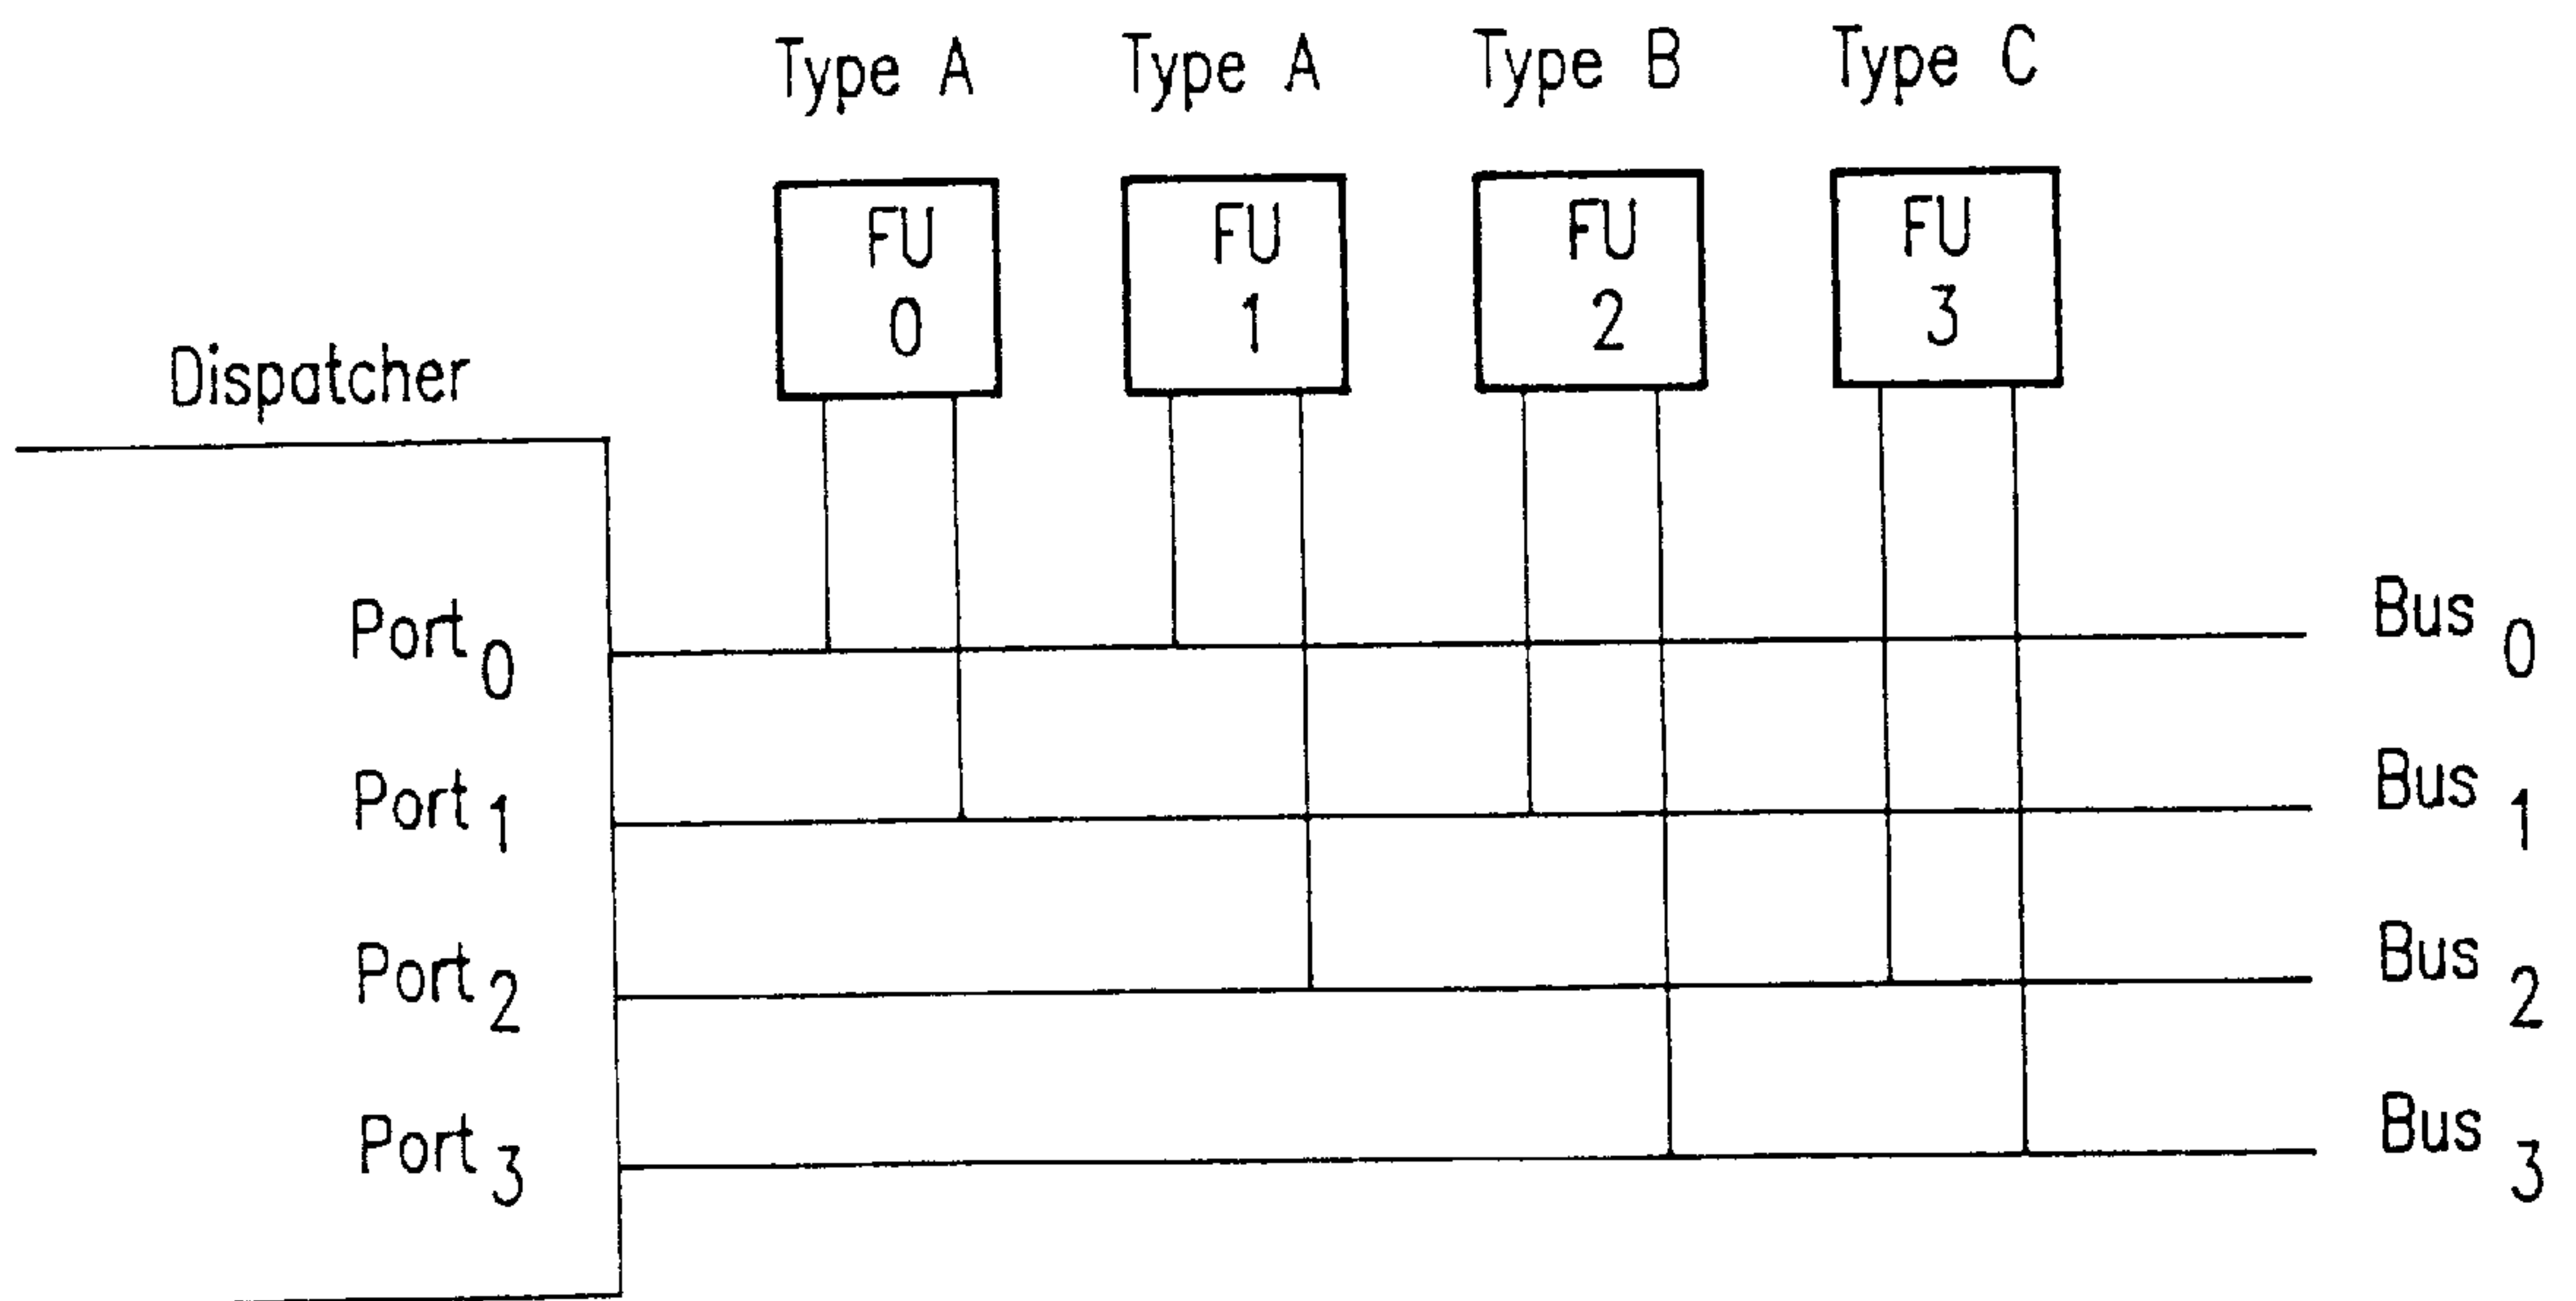 Type A Type A Type B Type C
FU FU FU FU
0 1 2 3
Dispatcher
Port 0 Bus 0
Port 1 Bus 1
Port 2 Bus 2
Port 3 Bus 3